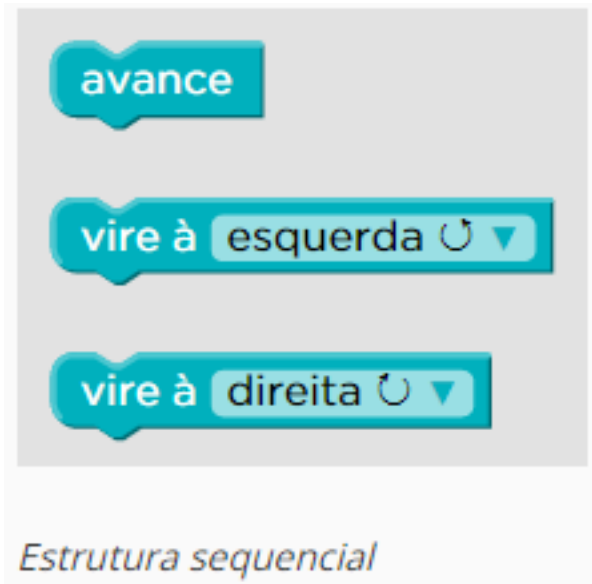 avance
vire à esquerda ↺ ▼
vire à direita ↻ ▼
Estrutura sequencial